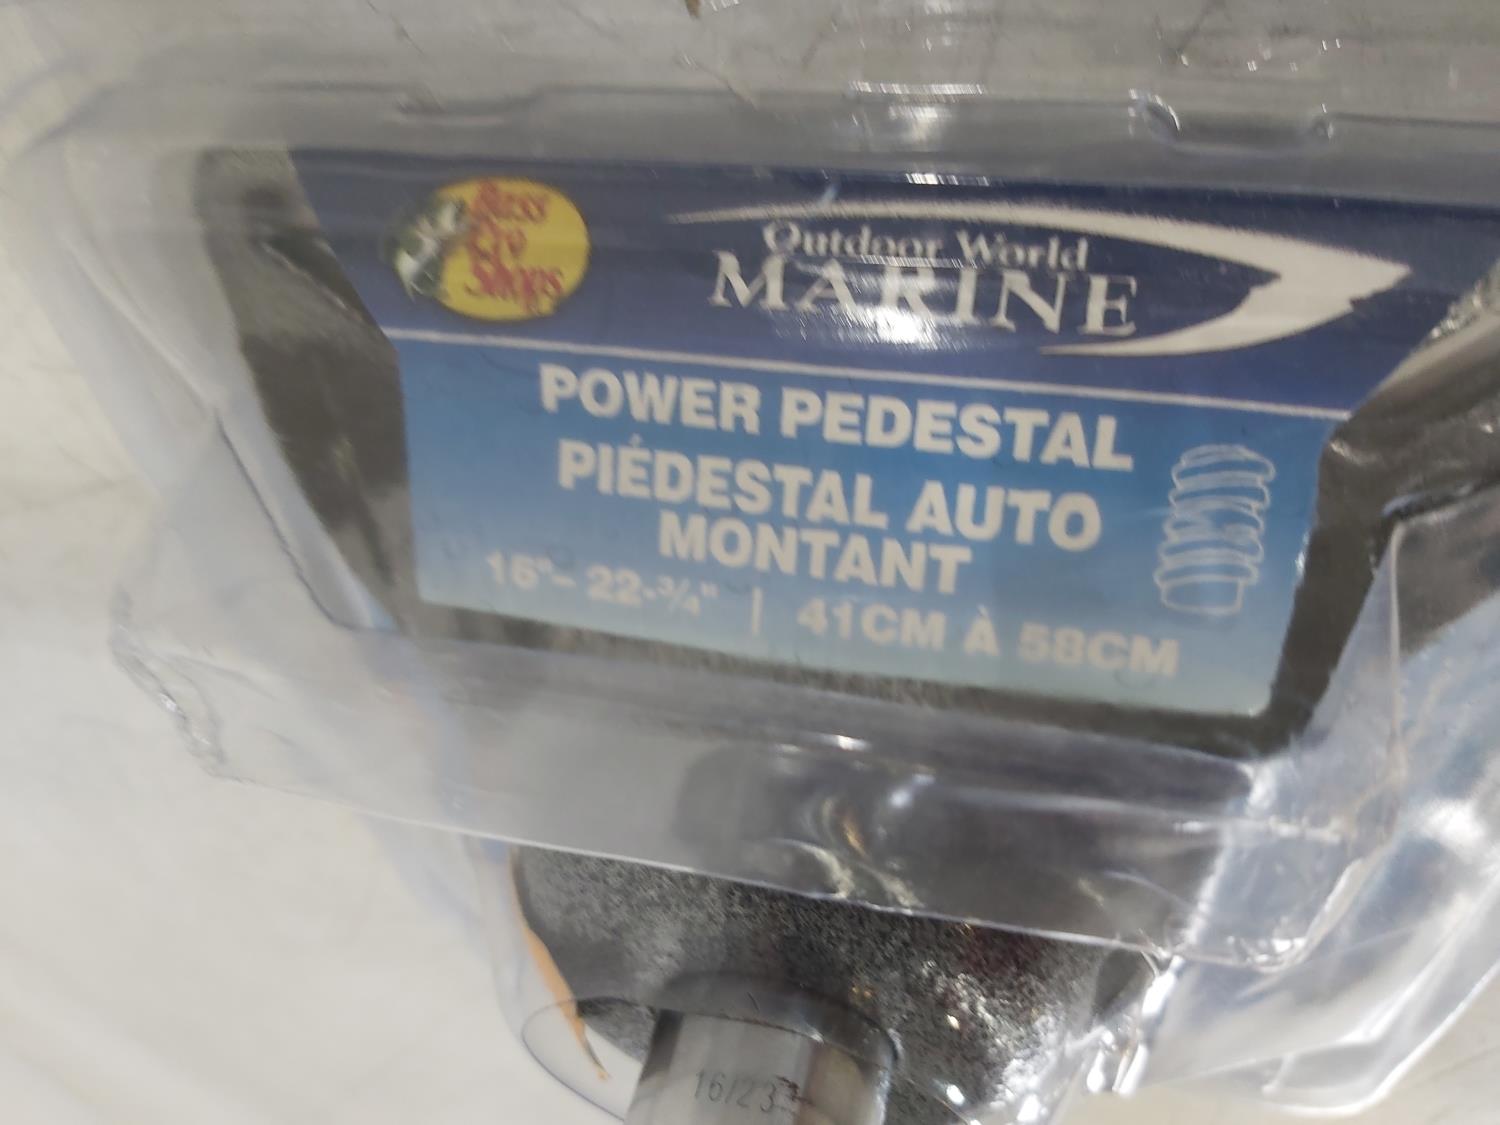 Bass
Pro
Shops
Outdoor World
MARINE
POWER PEDESTAL
PIÉDESTAL AUTO
MONTANT
16"– 22-¾" | 41CM À 58CM
16/23